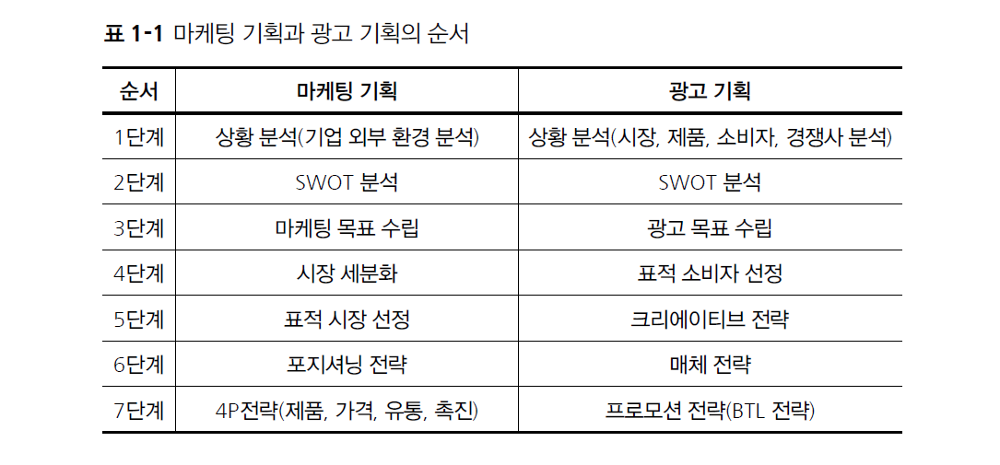 표 1-1 마케팅 기획과 광고 기획의 순서
순서 마케팅 기획 광고 기획
1단계 상황 분석(기업 외부 환경 분석) 상황 분석(시장, 제품, 소비자, 경쟁사 분석)
2단계 SWOT 분석 SWOT 분석
3단계 마케팅 목표 수립 광고 목표 수립
4단계 시장 세분화 표적 소비자 선정
5단계 표적 시장 선정 크리에이티브 전략
6단계 포지셔닝 전략 매체 전략
7단계 4P전략(제품, 가격, 유통, 촉진) 프로모션 전략(BTL 전략)